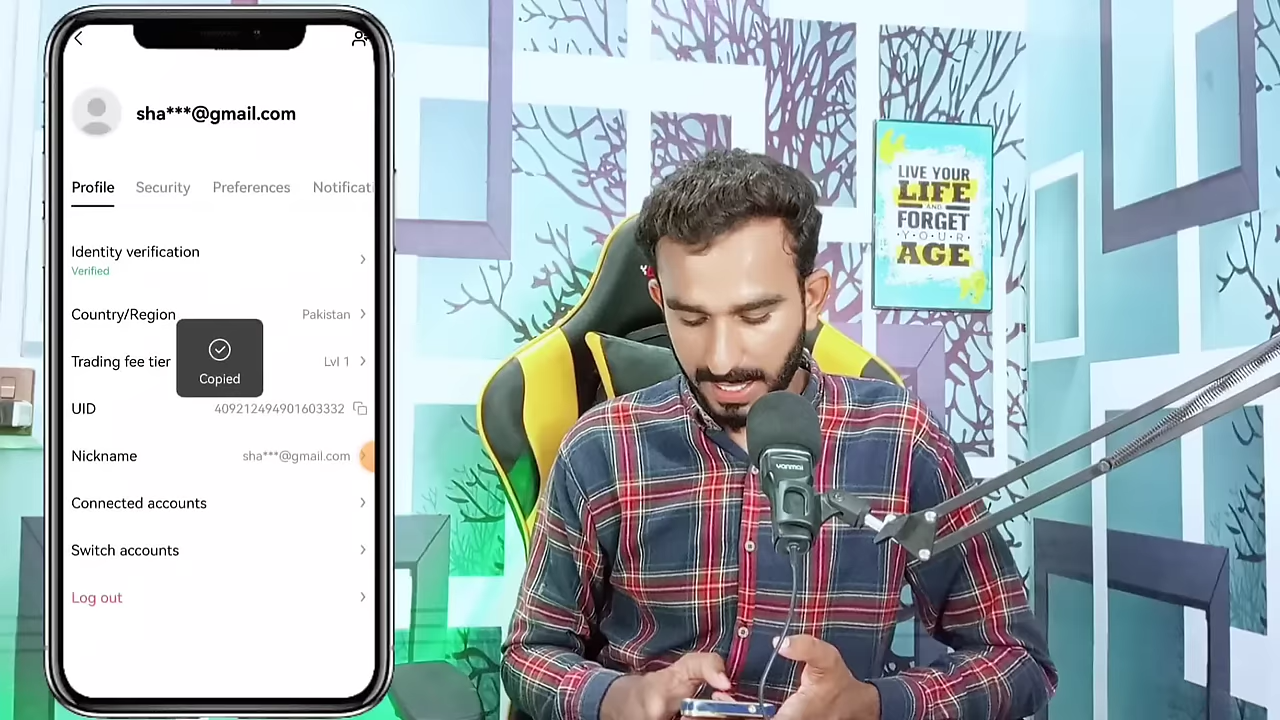 sha***@gmail.com
Profile Security Preferences Notificat
Identity verification
Verified
Country/Region Pakistan
Trading fee tier Lvl 1
Copied
UID 409212494901603332
Nickname sha***@gmail.com
Connected accounts
Switch accounts
Log out
LIVE YOUR
LIFE
AND
FORGET
YOUR
AGE
vonmai